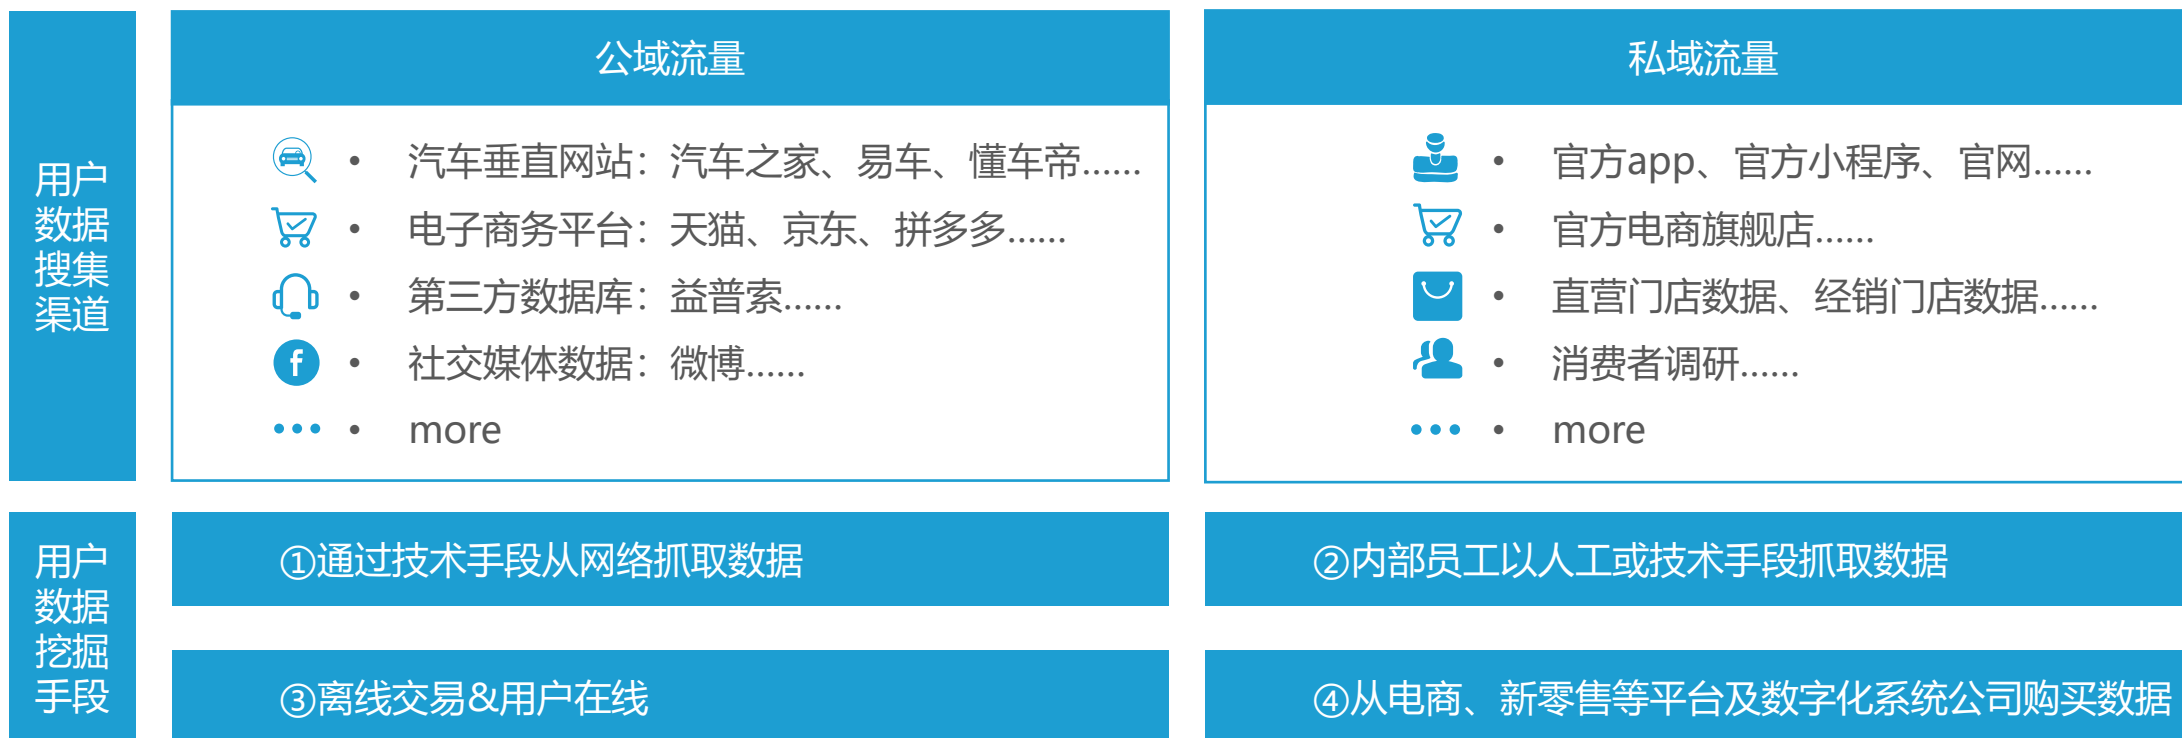 用户
数据
搜集
渠道
公域流量
• 汽车垂直网站：汽车之家、易车、懂车帝......
• 电子商务平台：天猫、京东、拼多多......
• 第三方数据库：益普索......
• 社交媒体数据：微博......
• more
私域流量
• 官方app、官方小程序、官网......
• 官方电商旗舰店......
• 直营门店数据、经销门店数据......
• 消费者调研......
• more
用户
数据
挖掘
手段
①通过技术手段从网络抓取数据
②内部员工以人工或技术手段抓取数据
③离线交易&用户在线
④从电商、新零售等平台及数字化系统公司购买数据